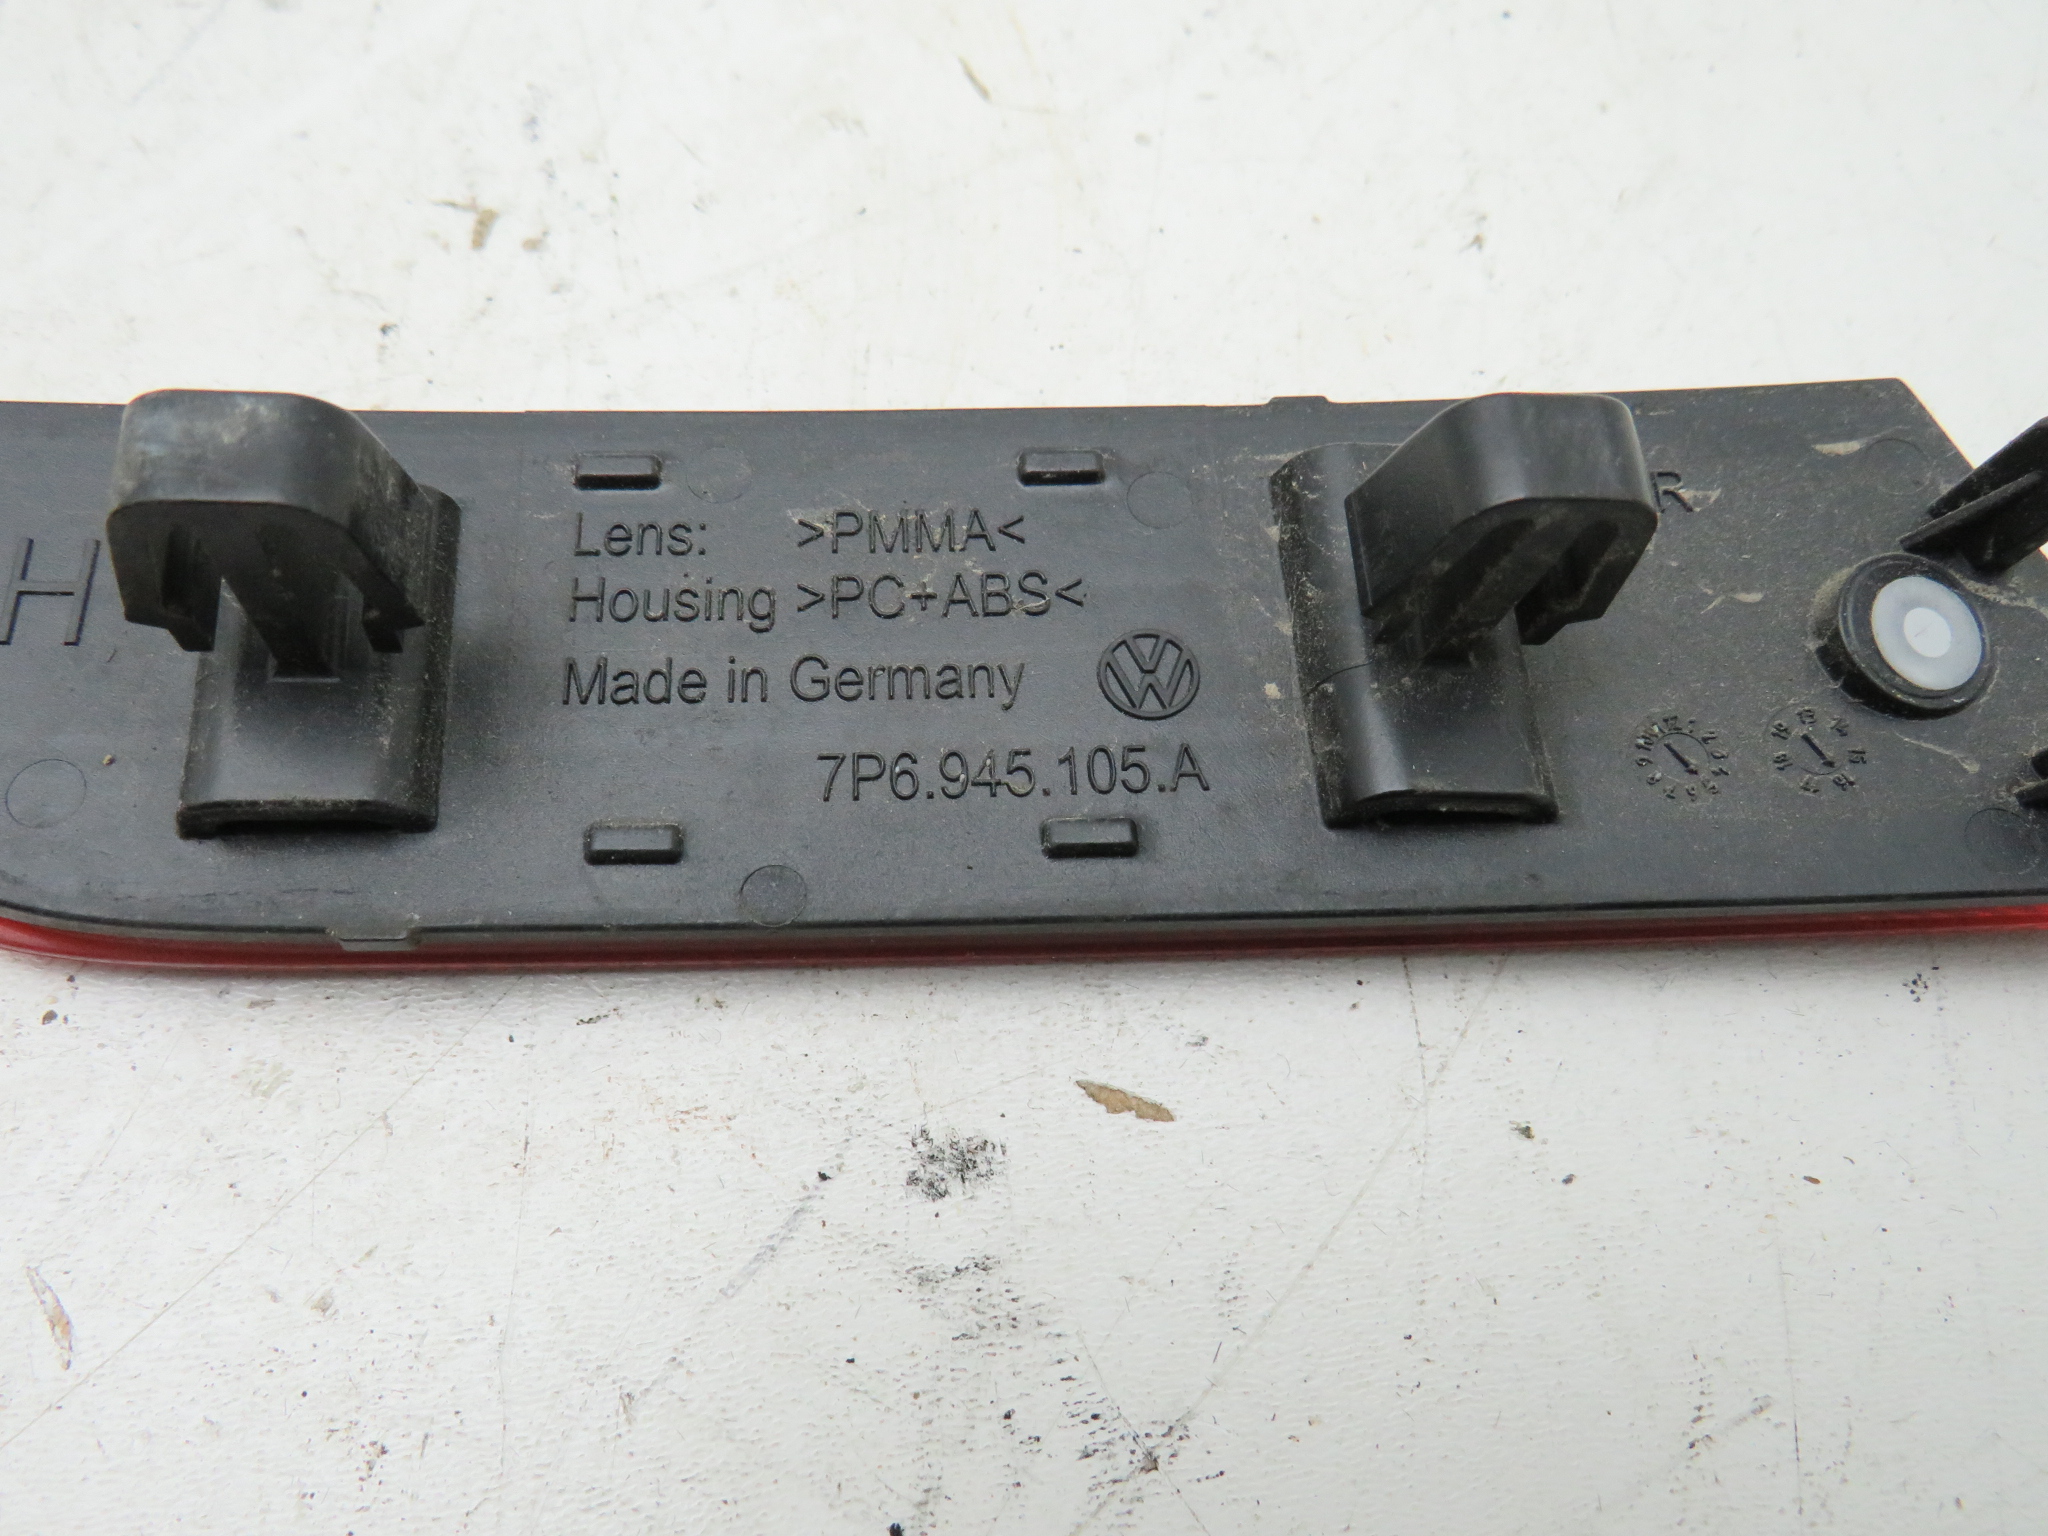 H
R
Lens: >PMMA<
Housing >PC+ABS<
Made in Germany
7P6.945.105.A